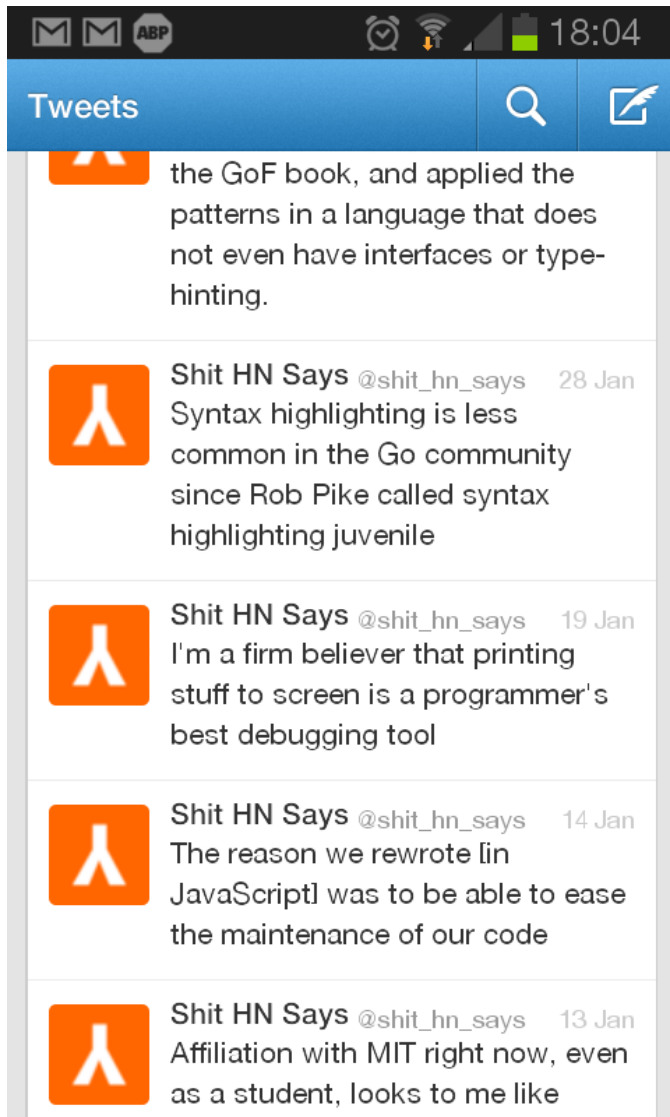 ABP
18:04
Tweets
the GoF book, and applied the
patterns in a language that does
not even have interfaces or type-
hinting.
Shit HN Says @shit_hn_says 28 Jan
Syntax highlighting is less
common in the Go community
since Rob Pike called syntax
highlighting juvenile
Shit HN Says @shit_hn_says 19 Jan
I'm a firm believer that printing
stuff to screen is a programmer's
best debugging tool
Shit HN Says @shit_hn_says 14 Jan
The reason we rewrote [in
JavaScript] was to be able to ease
the maintenance of our code
Shit HN Says @shit_hn_says 13 Jan
Affiliation with MIT right now, even
as a student, looks to me like